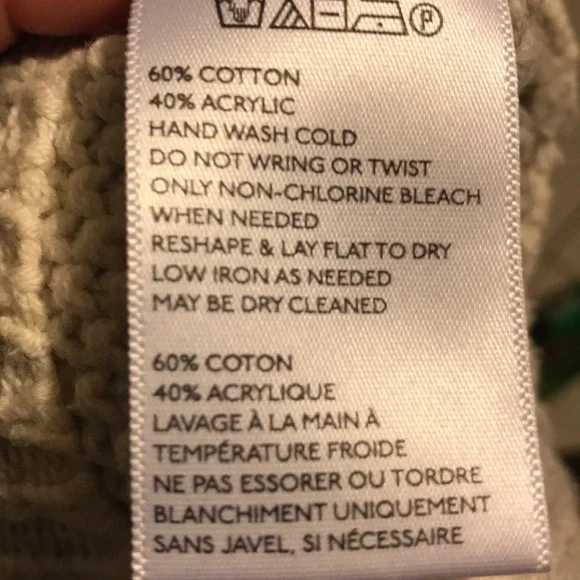 P
60% COTTON
40% ACRYLIC
HAND WASH COLD
DO NOT WRING OR TWIST
ONLY NON-CHLORINE BLEACH
WHEN NEEDED
RESHAPE & LAY FLAT TO DRY
LOW IRON AS NEEDED
MAY BE DRY CLEANED
60% COTON
40% ACRYLIQUE
LAVAGE À LA MAIN À
TEMPÉRATURE FROIDE
NE PAS ESSORER OU TORDRE
BLANCHIMENT UNIQUEMENT
SANS JAVEL, SI NÉCESSAIRE